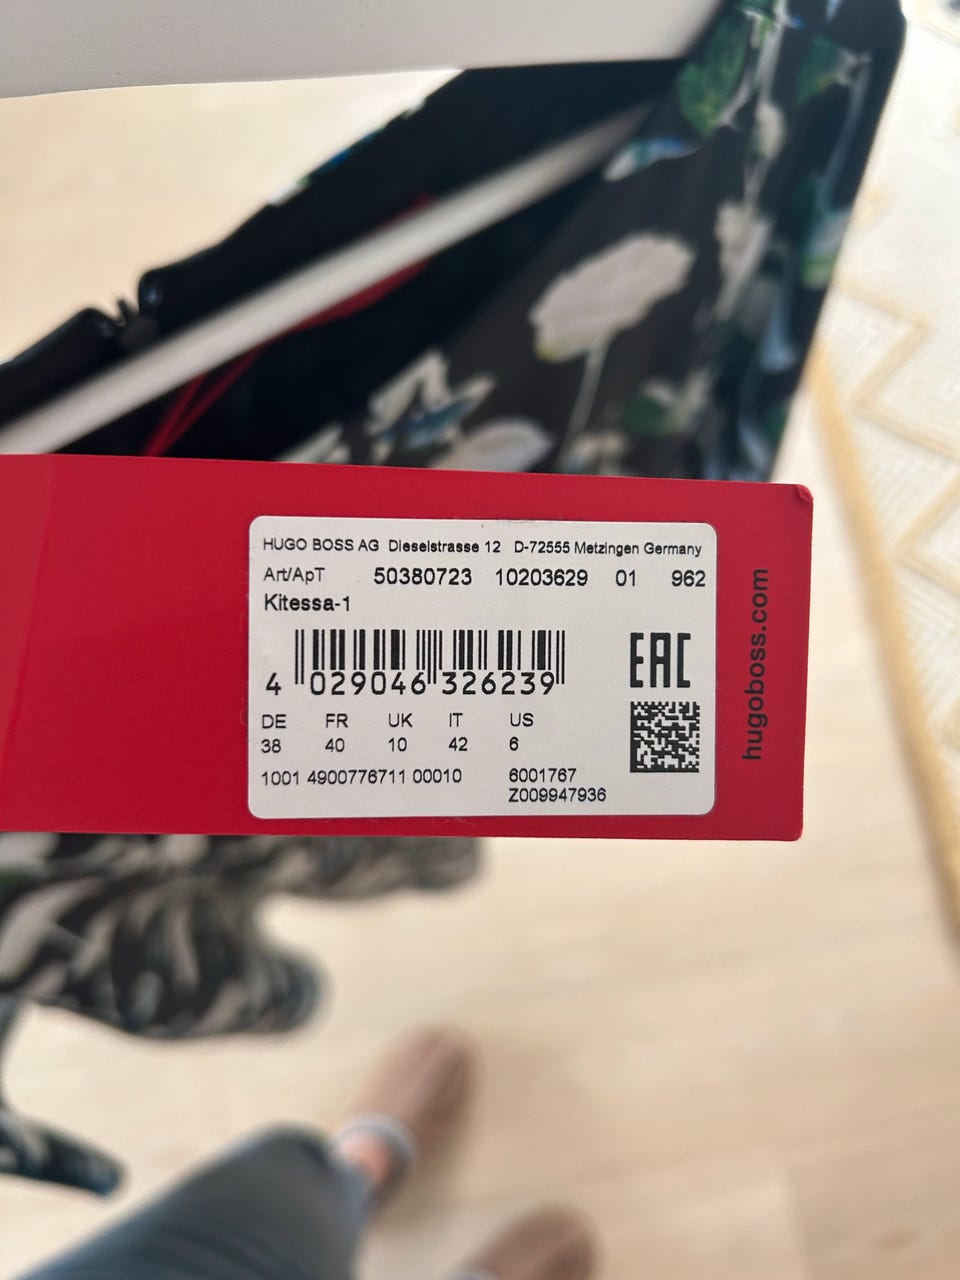 HUGO BOSS AG Dieselstrasse 12 D-72555 Metzingen Germany
Art/ApT 50380723 10203629 01 962
Kitessa-1
EAC
4 029046 326239
DE FR UK IT US
38 40 10 42 6
1001 4900776711 00010 6001767
Z009947936
hugoboss.com